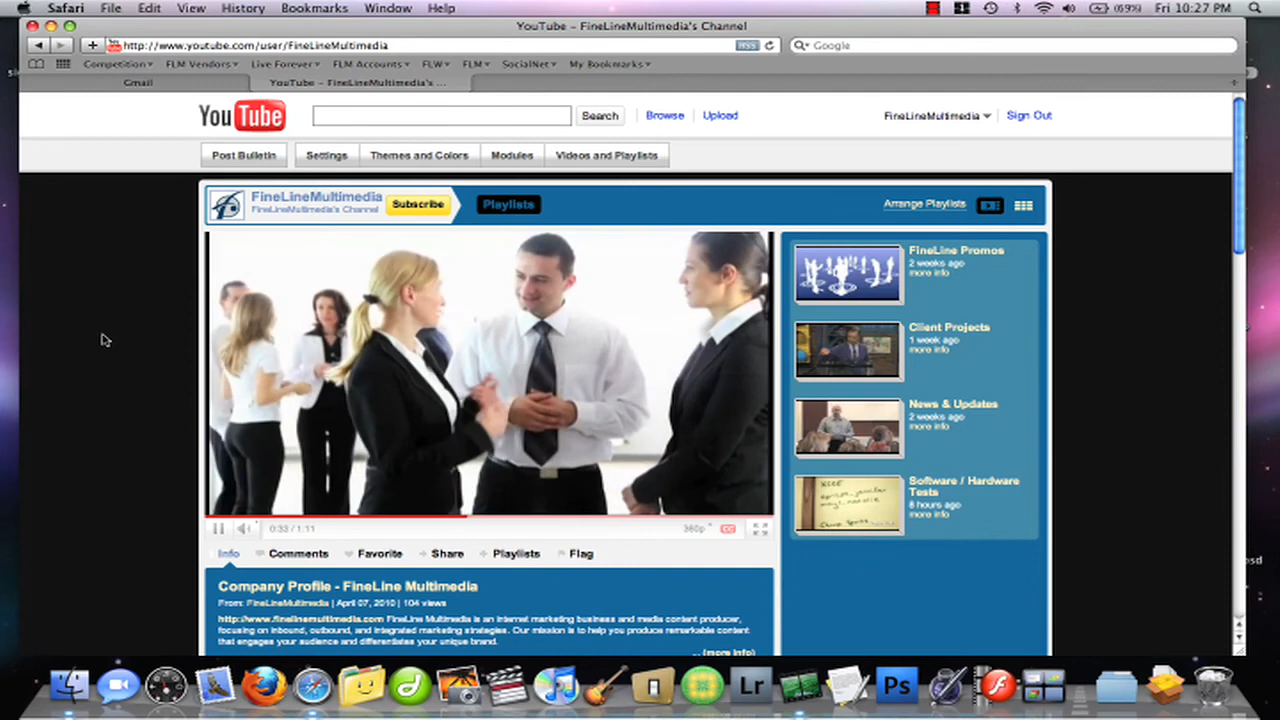 Safari File Edit View History Bookmarks Window Help (69%) Fri 10:27 PM
YouTube - FineLineMultimedia's Channel
http://www.youtube.com/user/FineLineMultimedia RSS Google
Competition FLM Vendors Live Forever FLM Accounts FLW FLM SocialNet My Bookmarks
Gmail YouTube - FineLineMultimedia's ...
YouTube Search Browse Upload FineLineMultimedia Sign Out
Post Bulletin Settings Themes and Colors Modules Videos and Playlists
FineLineMultimedia
FineLineMultimedia's Channel
Subscribe Playlists Arrange Playlists
FineLine Promos
2 weeks ago
more info
Client Projects
1 week ago
more info
News & Updates
2 weeks ago
more info
Software / Hardware
Tests
8 hours ago
more info
0:33 / 1:11 360p CC
Info Comments Favorite Share Playlists Flag
Company Profile - FineLine Multimedia
From: FineLineMultimedia | April 07, 2010 | 104 views
http://www.finelinemultimedia.com FineLine Multimedia is an internet marketing business and media content producer,
focusing on inbound, outbound, and integrated marketing strategies. Our mission is to help you produce remarkable content
that engages your audience and differentiates your unique brand.
... (more info)
Lr Ps